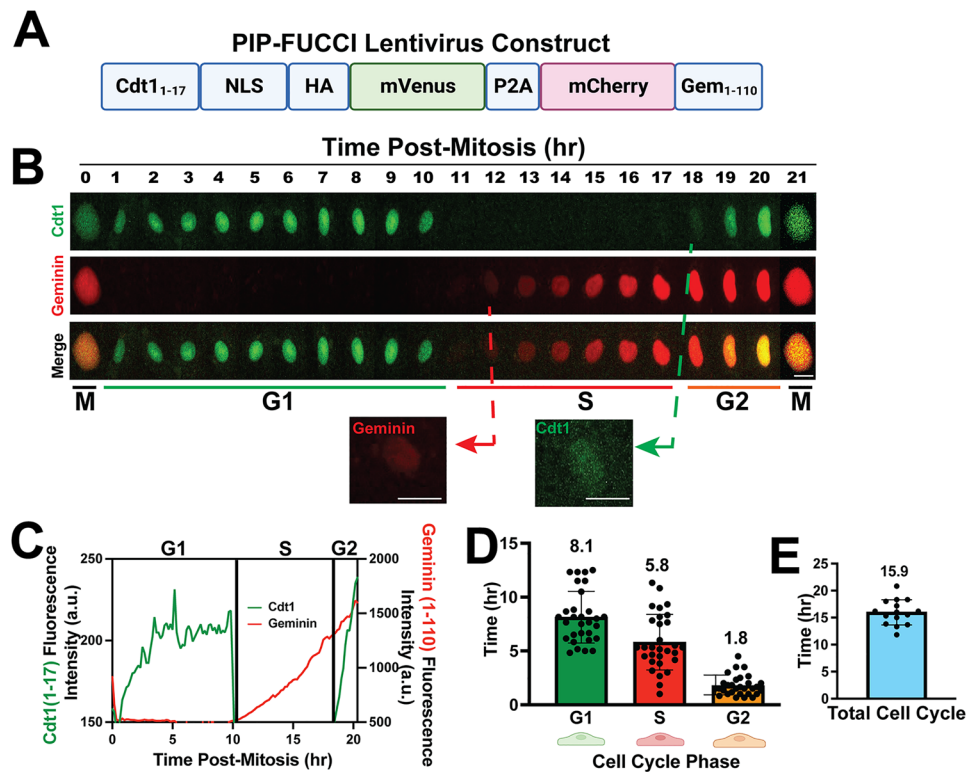 A
PIP-FUCCI Lentivirus Construct
Cdt1₁₋₁₇ NLS HA mVenus P2A mCherry Gem₁₋₁₁₀
B
Time Post-Mitosis (hr)
0 1 2 3 4 5 6 7 8 9 10 11 12 13 14 15 16 17 18 19 20 21
Cdt1
Geminin
Merge
M G1 S G2 M
Geminin
Cdt1
C
G1 S G2
Cdt1(1-17) Fluorescence
Intensity (a.u.)
250
200
150
Cdt1
Geminin
2000
1500
1000
500
Geminin (1-110) Fluorescence
Intensity (a.u.)
0 5 10 15 20
Time Post-Mitosis (hr)
D
Time (hr)
15
10
5
0
8.1
5.8
1.8
G1 S G2
Cell Cycle Phase
E
Time (hr)
25
20
15
10
5
0
15.9
Total Cell Cycle